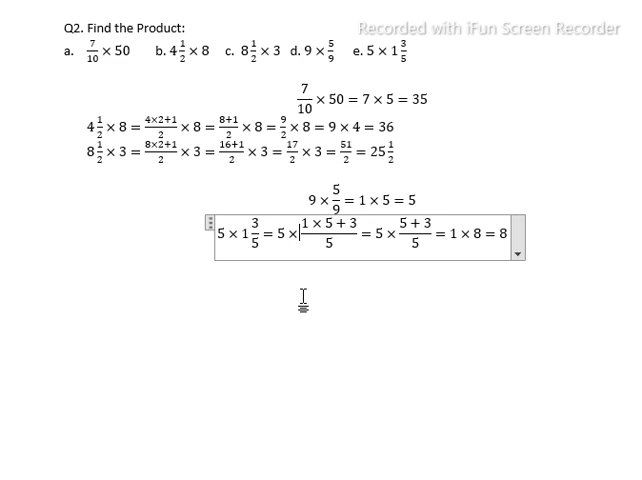 Q2. Find the Product:
Recorded with iFun Screen Recorder
a. 7/10 × 50 b. 4 1/2 × 8 c. 8 1/2 × 3 d. 9 × 5/9 e. 5 × 1 3/5
7/10 × 50 = 7 × 5 = 35
4 1/2 × 8 = 4×2+1/2 × 8 = 8+1/2 × 8 = 9/2 × 8 = 9 × 4 = 36
8 1/2 × 3 = 8×2+1/2 × 3 = 16+1/2 × 3 = 17/2 × 3 = 51/2 = 25 1/2
9 × 5/9 = 1 × 5 = 5
5 × 1 3/5 = 5 × 1 × 5 + 3/5 = 5 × 5 + 3/5 = 1 × 8 = 8